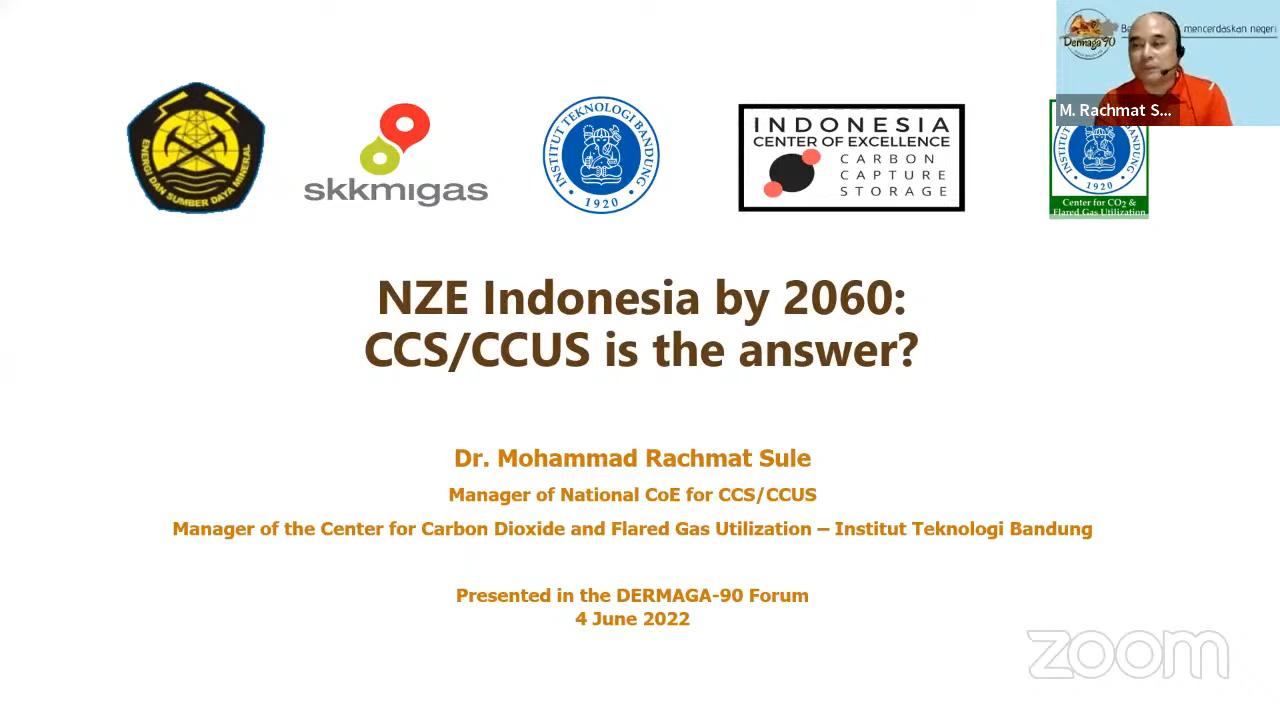 Dermaga 90
mencerdaskan negeri
M. Rachmat S...
ENERGI DAN SUMBER DAYA MINERAL
skkmigas
INSTITUT TEKNOLOGI BANDUNG
1920
INDONESIA
CENTER OF EXCELLENCE
CARBON
CAPTURE
STORAGE
INSTITUT BANDUNG
1920
Center for CO2 &
Flared Gas Utilization
NZE Indonesia by 2060:
CCS/CCUS is the answer?
Dr. Mohammad Rachmat Sule
Manager of National CoE for CCS/CCUS
Manager of the Center for Carbon Dioxide and Flared Gas Utilization – Institut Teknologi Bandung
Presented in the DERMAGA-90 Forum
4 June 2022
zoom